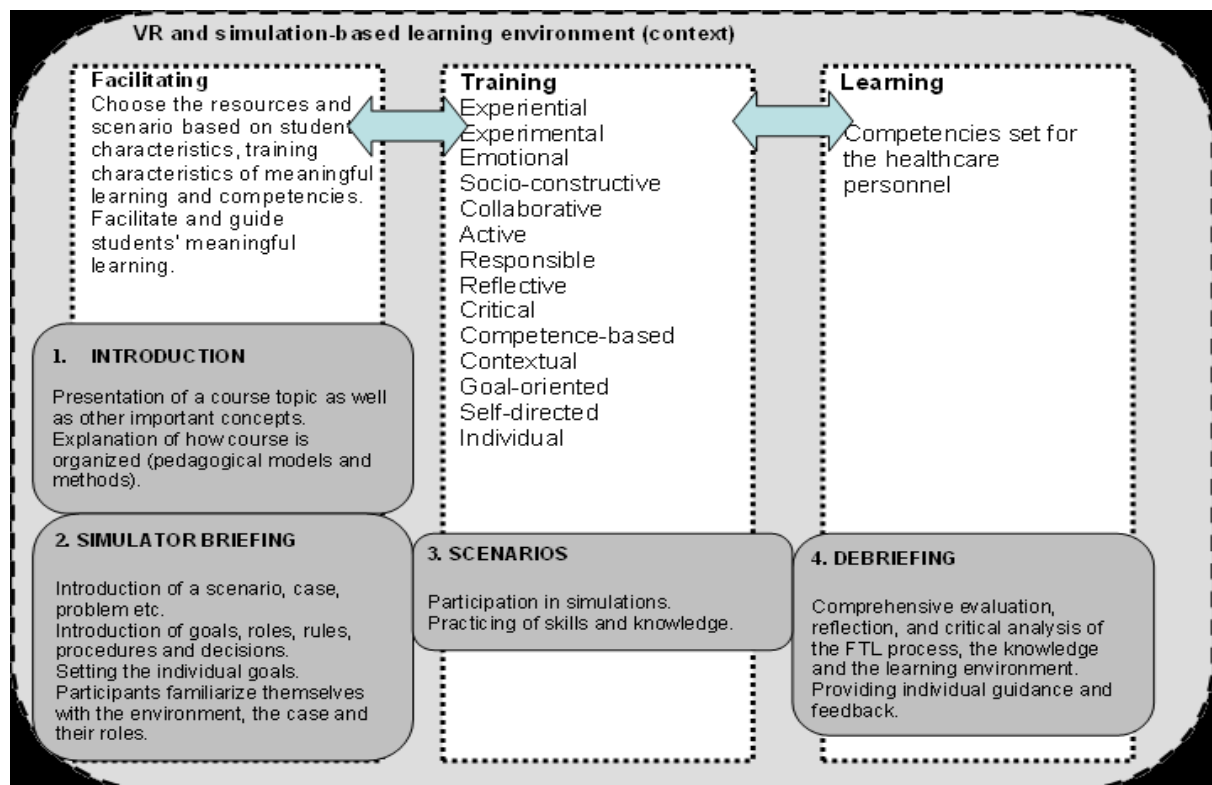 VR and simulation-based learning environment (context)
Facilitating
Choose the resources and
scenario based on student
characteristics, training
characteristics of meaningful
learning and competencies.
Facilitate and guide
students' meaningful
learning.
1. INTRODUCTION
Presentation of a course topic as well
as other important concepts.
Explanation of how course is
organized (pedagogical models and
methods).
2. SIMULATOR BRIEFING
Introduction of a scenario, case,
problem etc.
Introduction of goals, roles, rules,
procedures and decisions.
Setting the individual goals.
Participants familiarize themselves
with the environment, the case and
their roles.
Training
Experiential
Experimental
Emotional
Socio-constructive
Collaborative
Active
Responsible
Reflective
Critical
Competence-based
Contextual
Goal-oriented
Self-directed
Individual
3. SCENARIOS
Participation in simulations.
Practicing of skills and knowledge.
Learning
Competencies set for
the healthcare
personnel
4. DEBRIEFING
Comprehensive evaluation,
reflection, and critical analysis of
the FTL process, the knowledge
and the learning environment.
Providing individual guidance and
feedback.